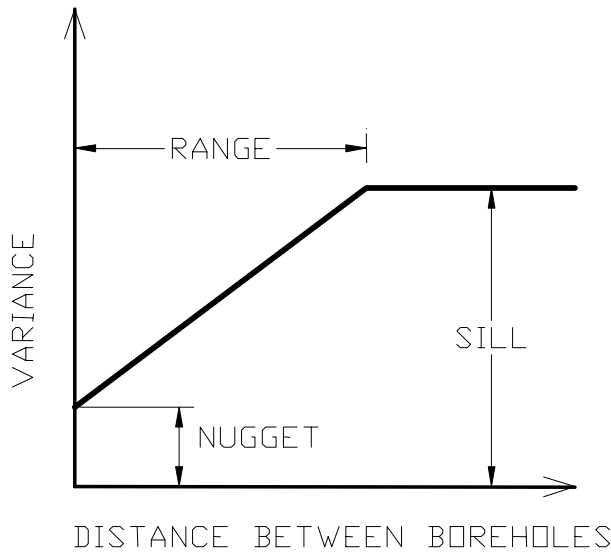 RANGE
VARIANCE
SILL
NUGGET
DISTANCE BETWEEN BOREHOLES